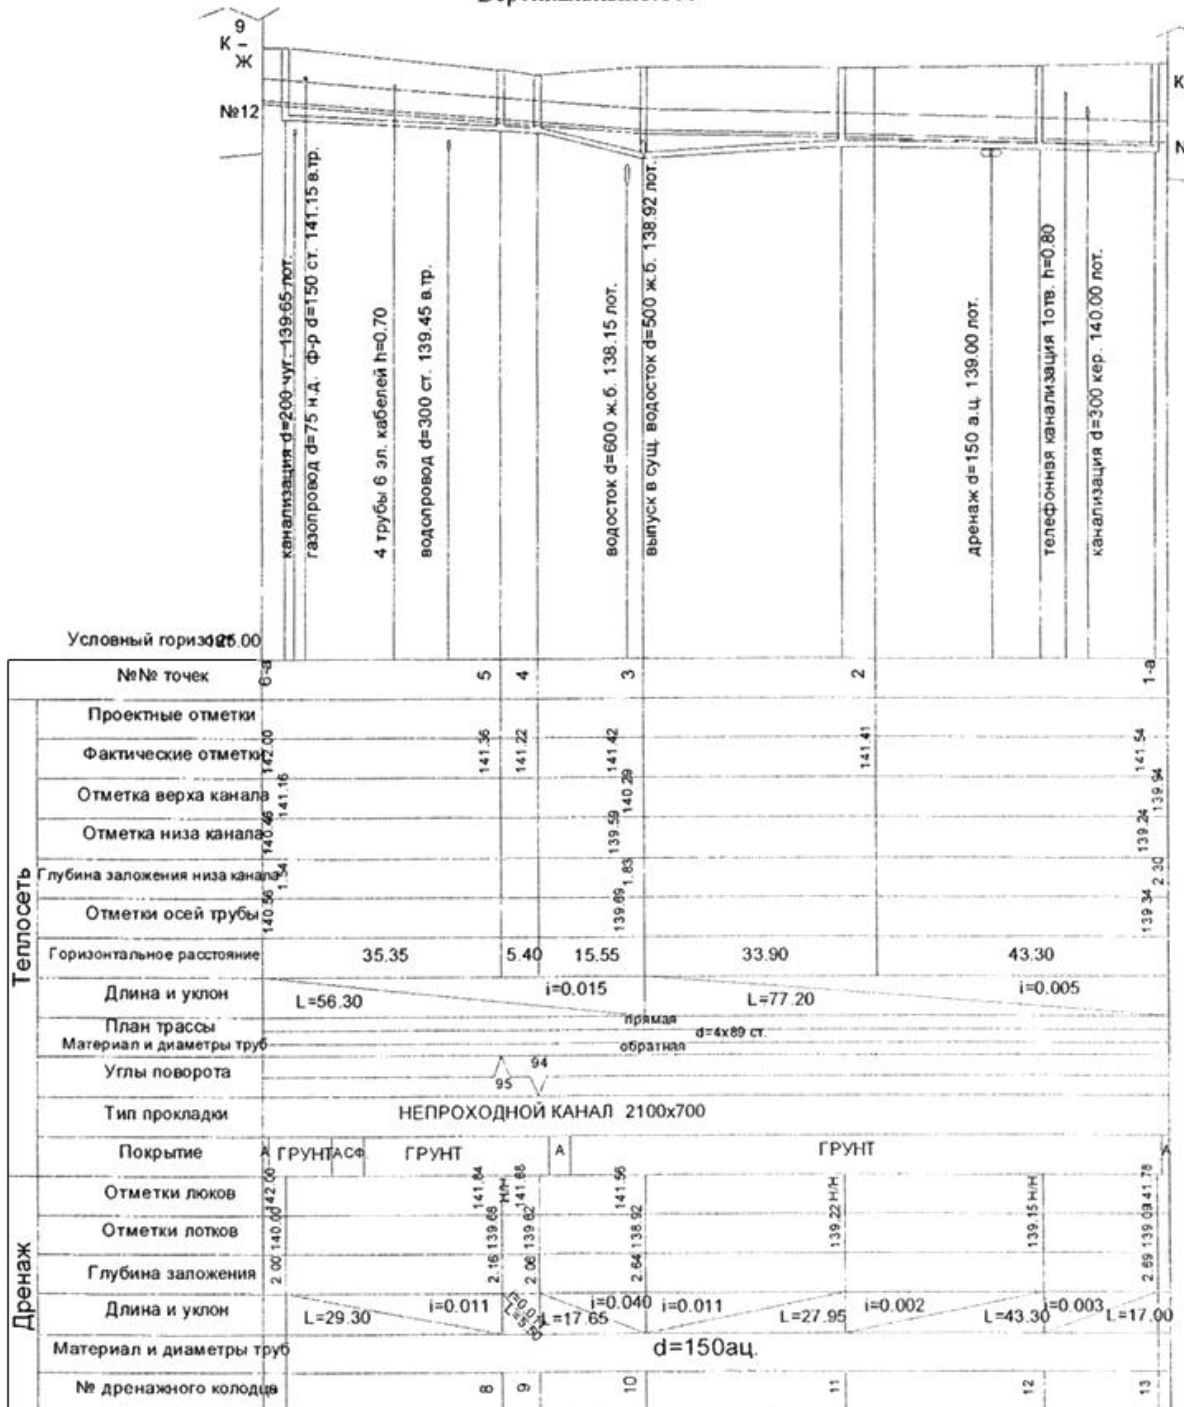 9
К –
Ж
№12
К
канализация d=200 чуг. 139.65 лот.
газопровод d=75 н.д. ф-р d=150 ст. 141.15 в.тр.
4 трубы 6 эл. кабелей h=0.70
водопровод d=300 ст. 139.45 в.тр.
водосток d=600 ж.б. 138.15 лот.
выпуск в сущ. водосток d=500 ж.б. 138.92 лот.
дренаж d=150 а.ц. 139.00 лот.
телефонная канализация 1отв. h=0.80
канализация d=300 кер. 140.00 лот.
Условный горизонт 125.00
№№ точек 6-а 5 4 3 2 1-а
Теплосеть
Проектные отметки
Фактические отметки 142.00 141.36 141.22 141.42 141.41 141.54
Отметка верха канала 141.16 140.29 139.94
Отметка низа канала 140.46 139.59 139.24
Глубина заложения низа канала 1.54 1.83 2.30
Отметки осей трубы 140.56 139.69 139.34
Горизонтальное расстояние 35.35 5.40 15.55 33.90 43.30
Длина и уклон L=56.30 i=0.015 L=77.20 i=0.005
План трассы прямая
Материал и диаметры труб d=4х89 ст.
обратная
Углы поворота 95 94
Тип прокладки НЕПРОХОДНОЙ КАНАЛ 2100х700
Покрытие А ГРУНТ АСФ ГРУНТ А ГРУНТ А
Дренаж
Отметки люков 142.00 141.84 н/н 141.68 141.56 н/н н/н 141.78
Отметки лотков 140.00 139.68 139.62 138.92 139.22 139.15 139.09
Глубина заложения 2.00 2.16 2.06 2.64 2.69
Длина и уклон L=29.30 i=0.011 L=5.50 L=17.65 i=0.040 i=0.011 L=27.95 i=0.002 L=43.30 i=0.003 L=17.00
Материал и диаметры труб d=150ац.
№ дренажного колодца 8 9 10 11 12 13